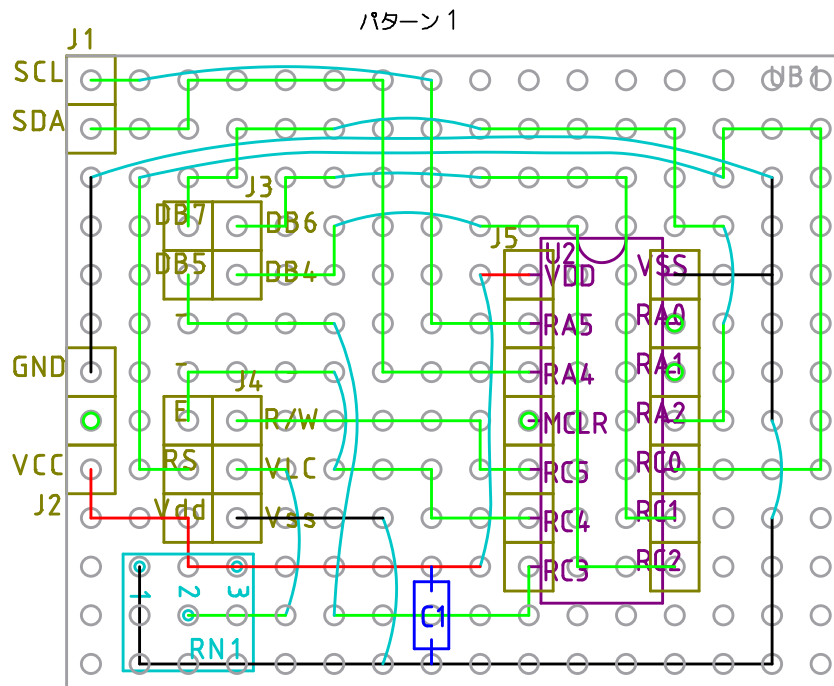 パターン 1
J1
SCL
UB1
SDA
J3
DB7
DB6
J5
DB5
DB4
U2
VDD
VSS
RA5
RA0
GND
RA4
RA1
J4
E
R/W
MCLR
RA2
VCC
RS
VLC
RC5
RC0
J2
Vdd
Vss
RC4
RC1
RC3
RC2
1
2
3
C1
RN1